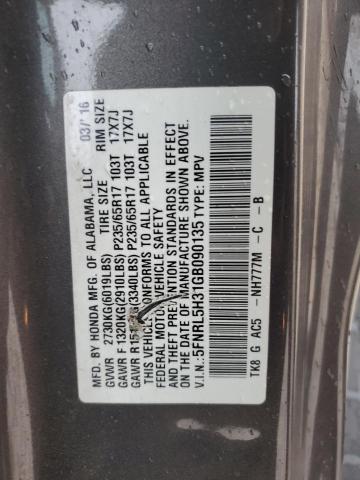 MFD. BY HONDA MFG. OF ALABAMA, LLC 03/16
GVWR 2730KG(6019LBS) TIRE SIZE RIM SIZE
GAWR F 1320KG(2910LBS) P235/65R17 103T 17X7J
GAWR R (3340LBS) P235/65R17 103T 17X7J
THIS VEHICLE CONFORMS TO ALL APPLICABLE
FEDERAL MOTOR VEHICLE SAFETY
AND THEFT PREVENTION STANDARDS IN EFFECT
ON THE DATE OF MANUFACTURE SHOWN ABOVE.
V.I.N.: 5FNRL5H31GB090135 TYPE: MPV
TK8 G AC5 -NH777M -C -B